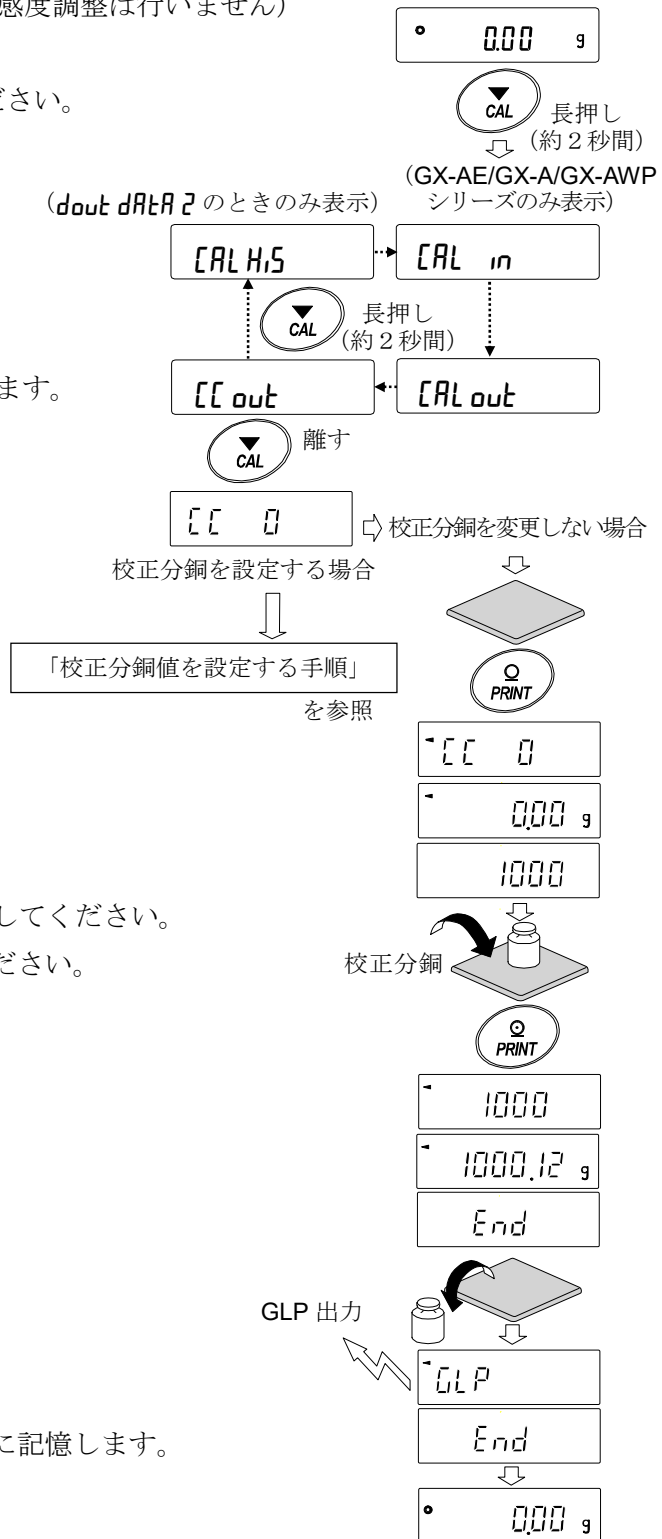 感度調整は行いません)
0.00 g
ださい。
CAL
長押し
(約２秒間)
(GX-AE/GX-A/GX-AWP
シリーズのみ表示)
(dout dAtA 2 のときのみ表示)
CAL HiS
CAL in
CAL
長押し
(約２秒間)
ます。
CC out
CAL out
CAL
離す
CC 0
校正分銅を変更しない場合
校正分銅を設定する場合
「校正分銅値を設定する手順」
を参照
PRINT
CC 0
0.00 g
1000
してください。
ださい。
校正分銅
PRINT
1000
1000.12 g
End
GLP 出力
GLP
End
に記憶します。
0.00 g